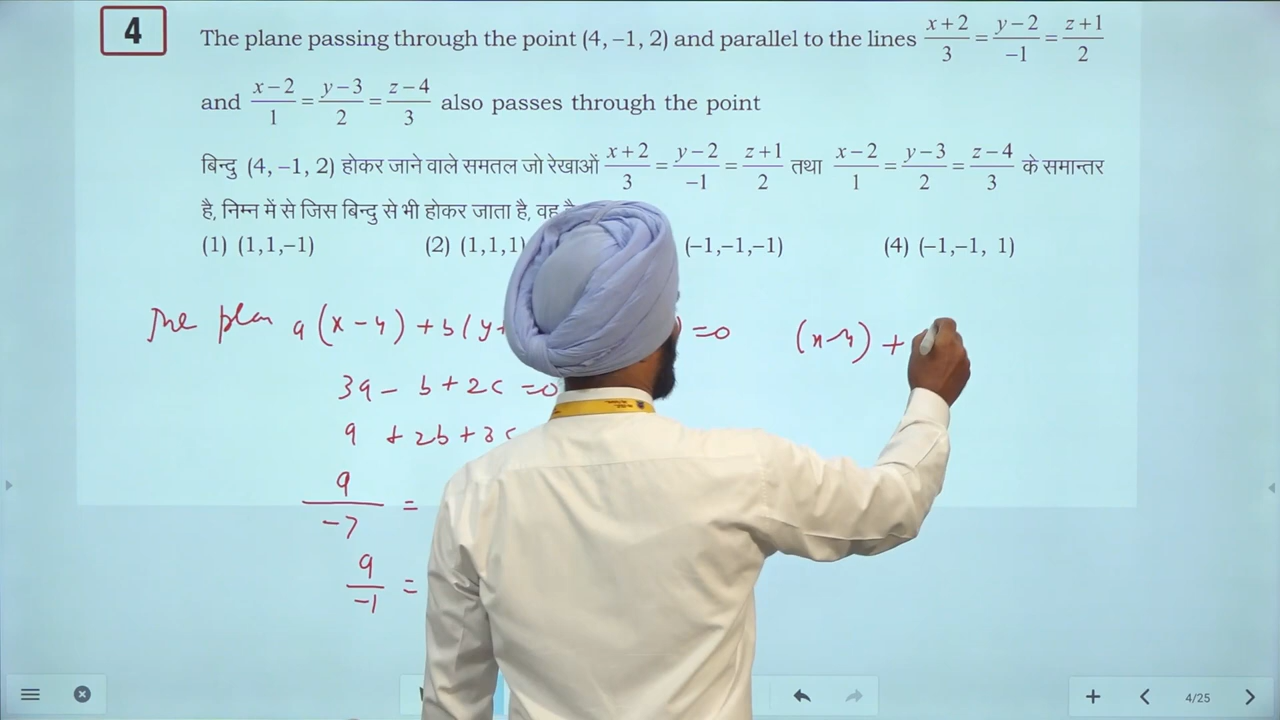 4
The plane passing through the point (4, –1, 2) and parallel to the lines (x+2)/3 = (y–2)/–1 = (z+1)/2
and (x–2)/1 = (y–3)/2 = (z–4)/3 also passes through the point
बिन्दु (4, –1, 2) होकर जाने वाले समतल जो रेखाओं (x+2)/3 = (y–2)/–1 = (z+1)/2 तथा (x–2)/1 = (y–3)/2 = (z–4)/3 के समान्तर
है, निम्न में से जिस बिन्दु से भी होकर जाता है, वह है
(1) (1,1,–1) (2) (1,1,1) (–1,–1,–1) (4) (–1,–1, 1)
The plan a(x–4) + b(y+ ) =0 (x–4) +
3a – b + 2c =0
a + 2b + 3c
a/–7 =
a/–1 =
4/25